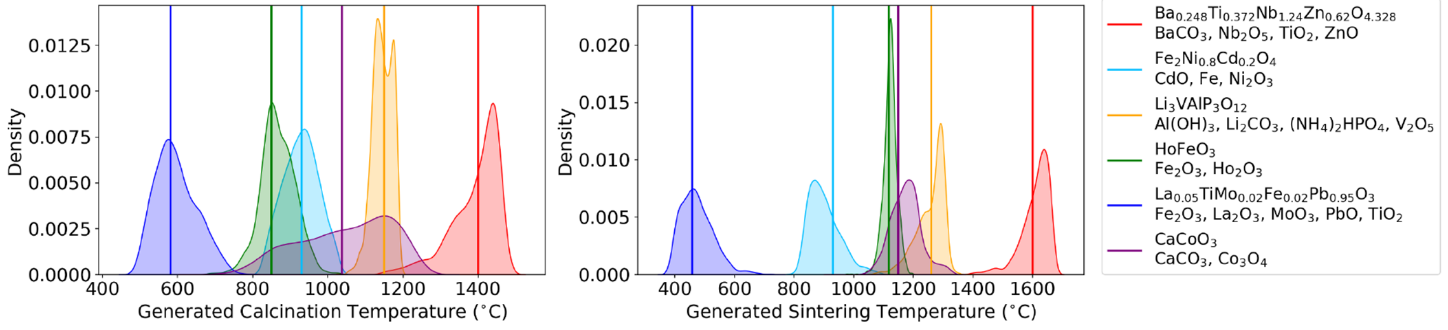 0.0125
0.0100
0.0075
0.0050
0.0025
0.0000
Density
400 600 800 1000 1200 1400
Generated Calcination Temperature (°C)
0.020
0.015
0.010
0.005
0.000
Density
400 600 800 1000 1200 1400 1600
Generated Sintering Temperature (°C)
Ba₀.₂₄₈Ti₀.₃₇₂Nb₁.₂₄Zn₀.₆₂O₄.₃₂₈
BaCO₃, Nb₂O₅, TiO₂, ZnO
Fe₂Ni₀.₈Cd₀.₂O₄
CdO, Fe, Ni₂O₃
Li₃VAlP₃O₁₂
Al(OH)₃, Li₂CO₃, (NH₄)₂HPO₄, V₂O₅
HoFeO₃
Fe₂O₃, Ho₂O₃
La₀.₀₅TiMo₀.₀₂Fe₀.₀₂Pb₀.₉₅O₃
Fe₂O₃, La₂O₃, MoO₃, PbO, TiO₂
CaCoO₃
CaCO₃, Co₃O₄